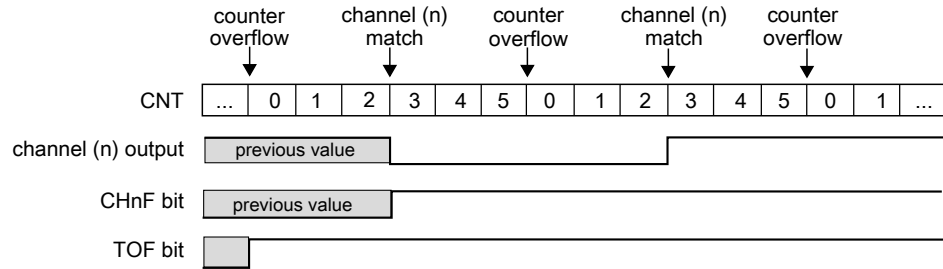 counter overflow
channel (n) match
counter overflow
channel (n) match
counter overflow
CNT ... 0 1 2 3 4 5 0 1 2 3 4 5 0 1 ...
channel (n) output previous value
CHnF bit previous value
TOF bit